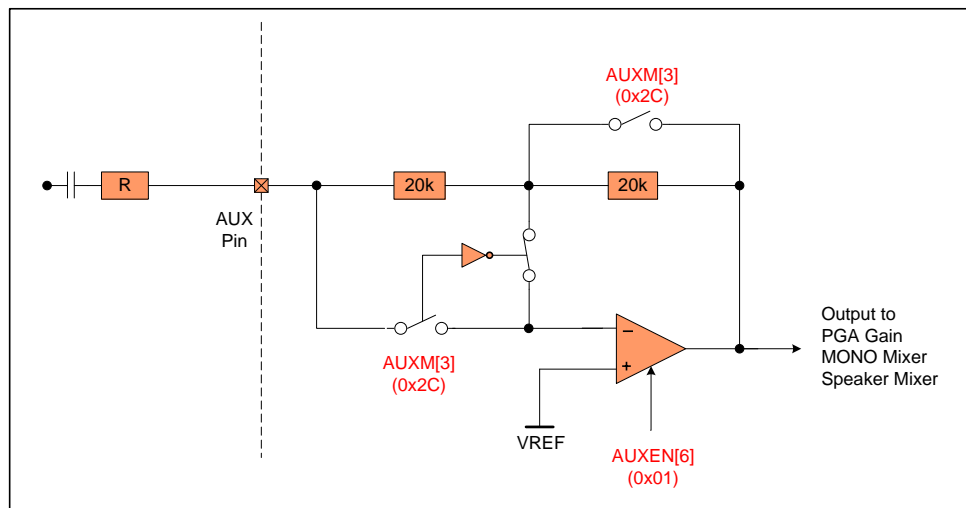 AUXM[3]
(0x2C)
R
20k
20k
AUX
Pin
AUXM[3]
(0x2C)
−
+
VREF
AUXEN[6]
(0x01)
Output to
PGA Gain
MONO Mixer
Speaker Mixer